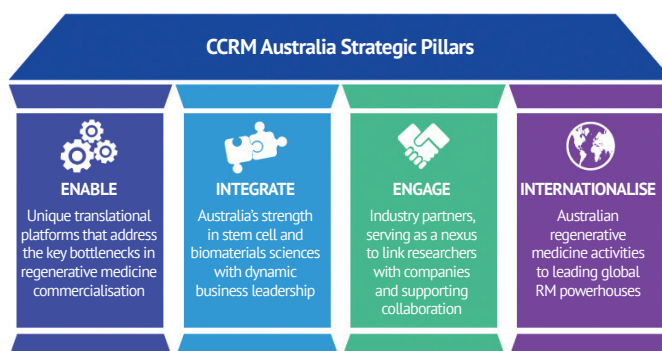 CCRM Australia Strategic Pillars
ENABLE
Unique translational
platforms that address
the key bottlenecks in
regenerative medicine
commercialisation
INTEGRATE
Australia's strength
in stem cell and
biomaterials sciences
with dynamic
business leadership
ENGAGE
Industry partners,
serving as a nexus
to link researchers
with companies
and supporting
collaboration
INTERNATIONALISE
Australian
regenerative
medicine activities
to leading global
RM powerhouses